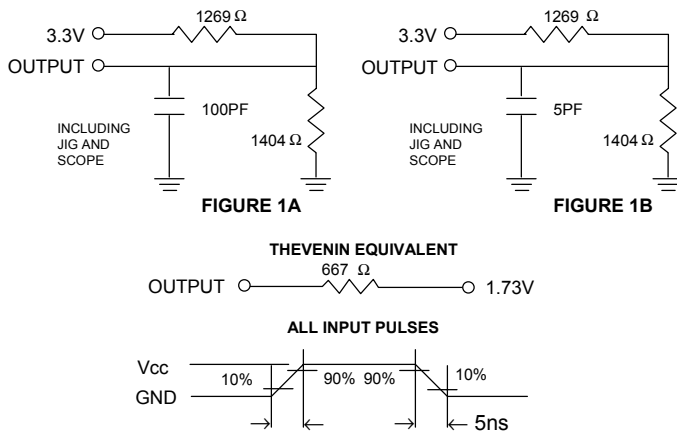 1269 Ω
3.3V
OUTPUT
100PF
INCLUDING
JIG AND
SCOPE
1404 Ω
FIGURE 1A
1269 Ω
3.3V
OUTPUT
5PF
INCLUDING
JIG AND
SCOPE
1404 Ω
FIGURE 1B
THEVENIN EQUIVALENT
667 Ω
OUTPUT 1.73V
ALL INPUT PULSES
Vcc
GND
10% 90% 90% 10%
5ns